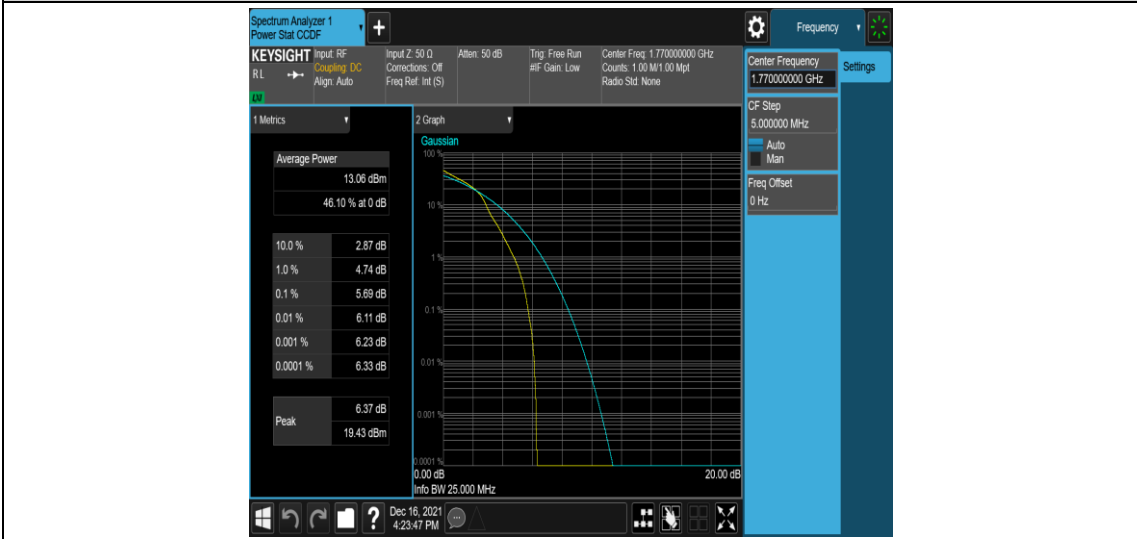 Spectrum Analyzer 1
Power Stat CCDF
+
Frequency
KEYSIGHT
R L
LXI
Input: RF
Coupling: DC
Align: Auto
Input Z: 50 Ω
Corrections: Off
Freq Ref: Int (S)
Atten: 50 dB
Trig: Free Run
#IF Gain: Low
Center Freq: 1.770000000 GHz
Counts: 1.00 M/1.00 Mpt
Radio Std: None
Center Frequency
1.770000000 GHz
Settings
CF Step
5.000000 MHz
Auto
Man
Freq Offset
0 Hz
1 Metrics
Average Power
13.06 dBm
46.10 % at 0 dB
10.0 % 2.87 dB
1.0 % 4.74 dB
0.1 % 5.69 dB
0.01 % 6.11 dB
0.001 % 6.23 dB
0.0001 % 6.33 dB
Peak
6.37 dB
19.43 dBm
2 Graph
Gaussian
100 %
10 %
1 %
0.1 %
0.01 %
0.001 %
0.0001 %
0.00 dB 20.00 dB
Info BW 25.000 MHz
?
Dec 16, 2021
4:23:47 PM